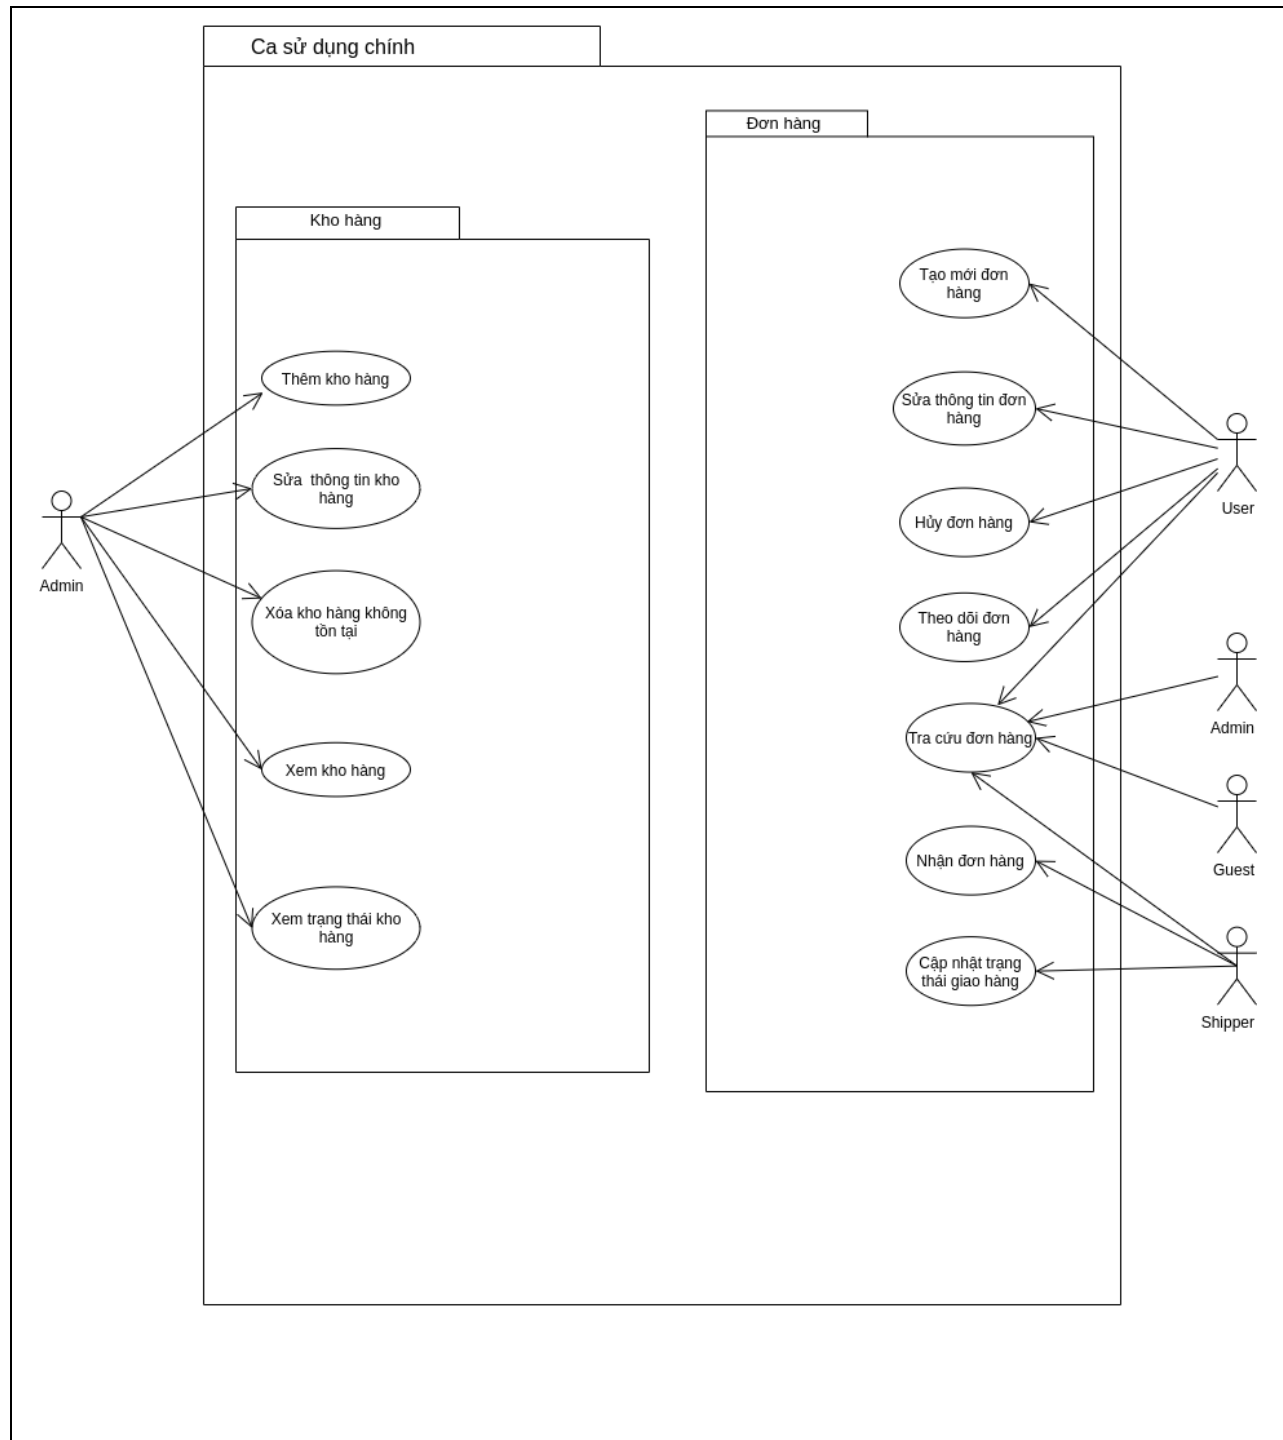 Ca sử dụng chính
Đơn hàng
Kho hàng
Tạo mới đơn
hàng
Thêm kho hàng
Sửa thông tin đơn
hàng
Sửa  thông tin kho
hàng
User
Hủy đơn hàng
Admin
Xóa kho hàng không
tồn tại
Theo dõi đơn
hàng
Admin
Tra cứu đơn hàng
Xem kho hàng
Guest
Nhận đơn hàng
Xem trạng thái kho
hàng
Cập nhật trạng
thái giao hàng
Shipper